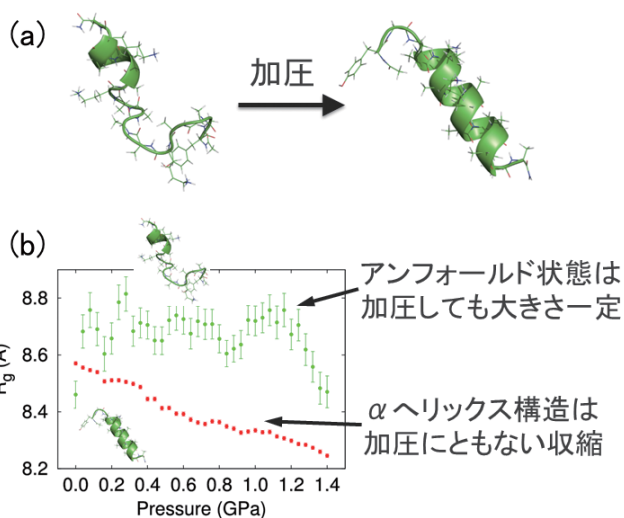 (a)
加圧
(b)
アンフォールド状態は
加圧しても大きさ一定
αヘリックス構造は
加圧にともない収縮
8.8
8.6
8.4
8.2
R_g (Å)
0.0 0.2 0.4 0.6 0.8 1.0 1.2 1.4
Pressure (GPa)